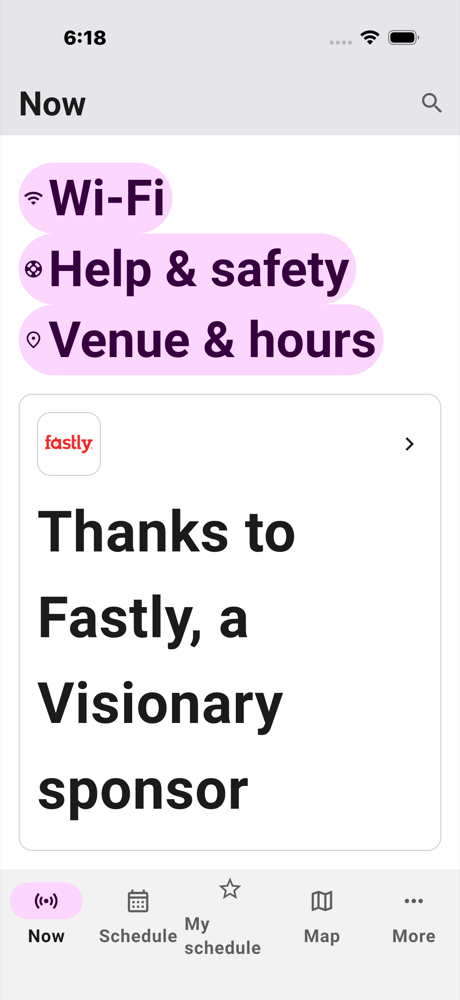 6:18
Now
Wi-Fi
Help & safety
Venue & hours
fastly
Thanks to
Fastly, a
Visionary
sponsor
Now
Schedule
My
schedule
Map
More